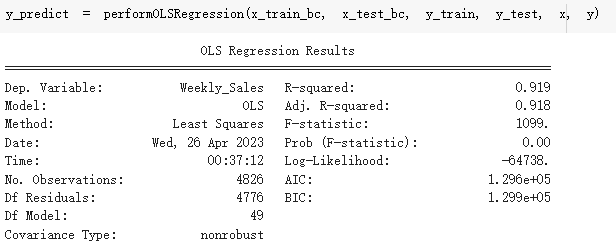 y_predict = performOLSRegression(x_train_bc, x_test_bc, y_train, y_test, x, y)
OLS Regression Results
Dep. Variable: Weekly_Sales R-squared: 0.919
Model: OLS Adj. R-squared: 0.918
Method: Least Squares F-statistic: 1099.
Date: Wed, 26 Apr 2023 Prob (F-statistic): 0.00
Time: 00:37:12 Log-Likelihood: -64738.
No. Observations: 4826 AIC: 1.296e+05
Df Residuals: 4776 BIC: 1.299e+05
Df Model: 49
Covariance Type: nonrobust